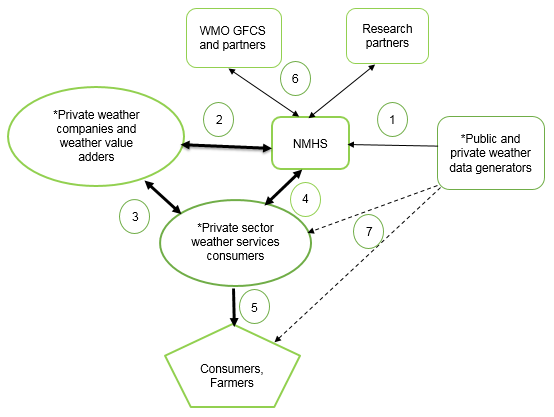 WMO GFCS
and partners
Research
partners
6
*Private weather
companies and
weather value
adders
2
NMHS
1
*Public and
private weather
data generators
3
4
*Private sector
weather services
consumers
7
5
Consumers,
Farmers